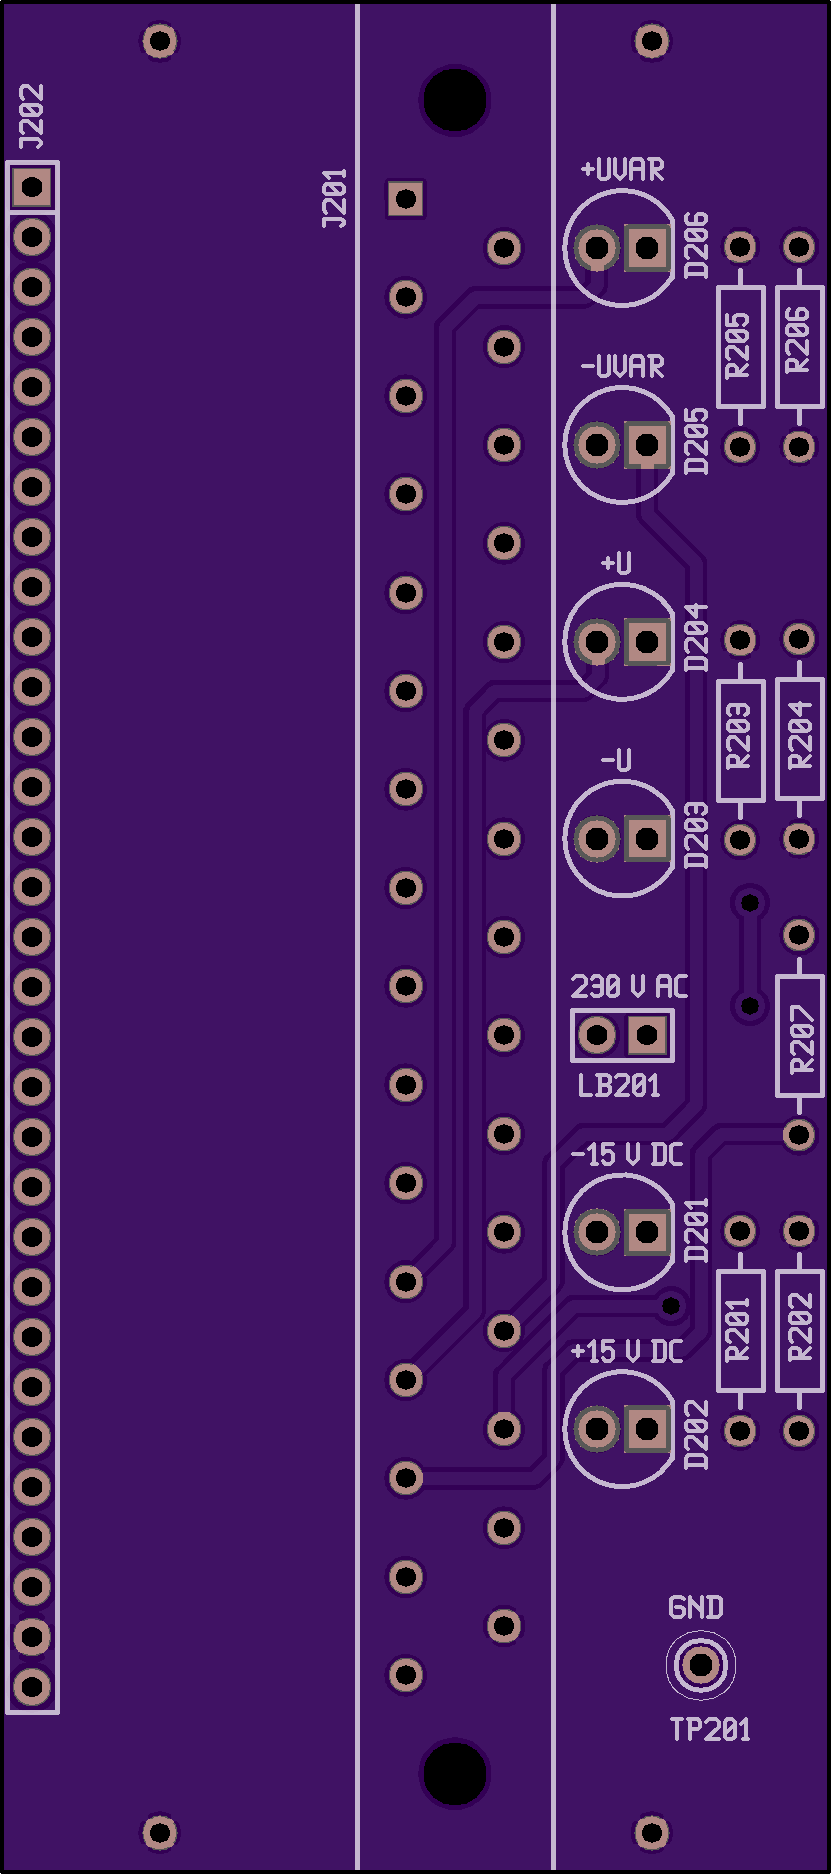 J202
J201
+UVAR
D206
R205
R206
-UVAR
D205
+U
D204
R203
R204
-U
D203
230 V AC
LB201
R207
-15 V DC
D201
R201
R202
+15 V DC
D202
GND
TP201